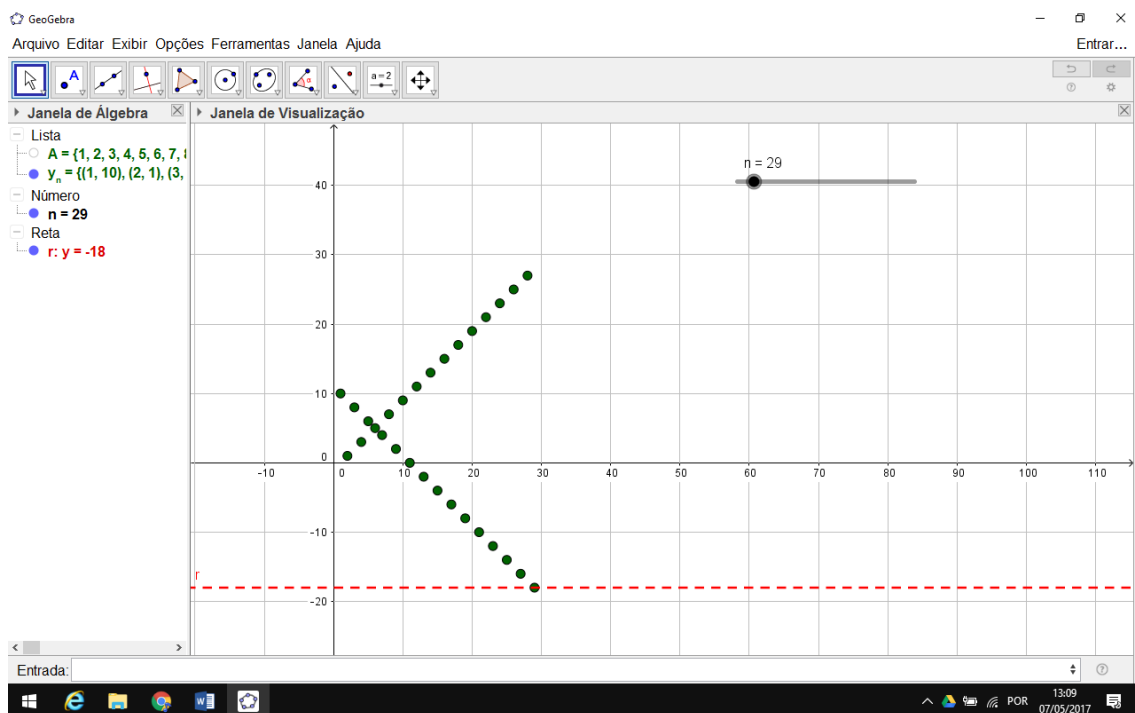 GeoGebra
Arquivo Editar Exibir Opções Ferramentas Janela Ajuda
Entrar...
A
α
a = 2
Janela de Álgebra
Janela de Visualização
Lista
A = {1, 2, 3, 4, 5, 6, 7, 8
yₙ = {(1, 10), (2, 1), (3,
Número
n = 29
Reta
r: y = -18
n = 29
40
30
20
10
0
-10
-20
-10 0 10 20 30 40 50 60 70 80 90 100 110
r
Entrada:
POR
13:09
07/05/2017